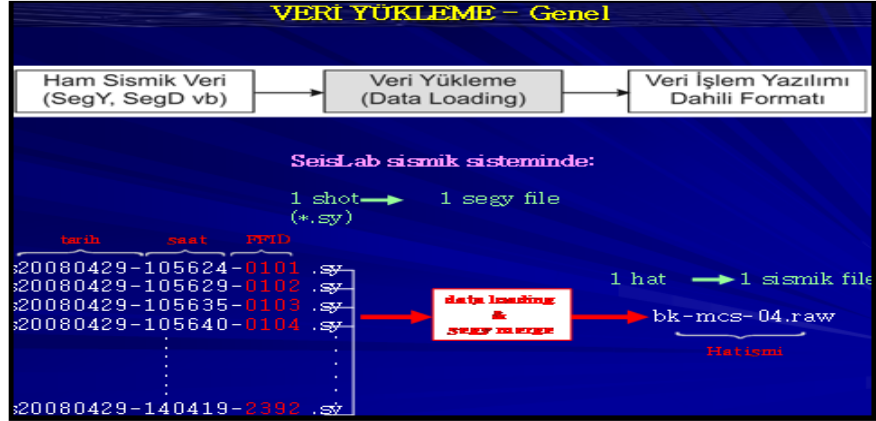 VERİ YÜKLEME – Genel
Ham Sismik Veri
(SegY, SegD vb)
Veri Yükleme
(Data Loading)
Veri İşlem Yazılımı
Dahili Formatı
SeisLab sismik sisteminde:
1 shot 1 segy file
(*.sy)
tarih saat FFID
s20080429-105624-0101 .sy
s20080429-105629-0102 .sy
s20080429-105635-0103 .sy
s20080429-105640-0104 .sy
s20080429-140419-2392 .sy
data loading
&
segy merge
1 hat 1 sismik file
bk-mcs-04.raw
Hat ismi